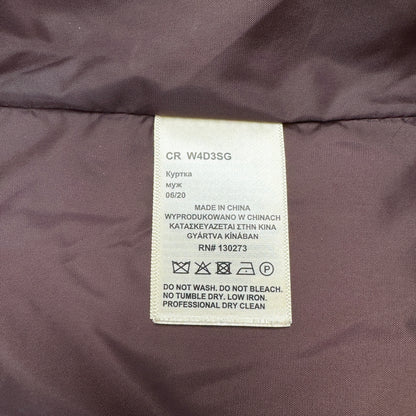 CR W4D3SG
Куртка
муж
06/20
MADE IN CHINA
WYPRODUKOWANO W CHINACH
ΚΑΤΑΣΚΕΥΑΖΕΤΑΙ ΣΤΗΝ ΚΙΝΑ
GYÁRTVA KÍNÁBAN
RN# 130273
P
DO NOT WASH. DO NOT BLEACH.
NO TUMBLE DRY. LOW IRON.
PROFESSIONAL DRY CLEAN